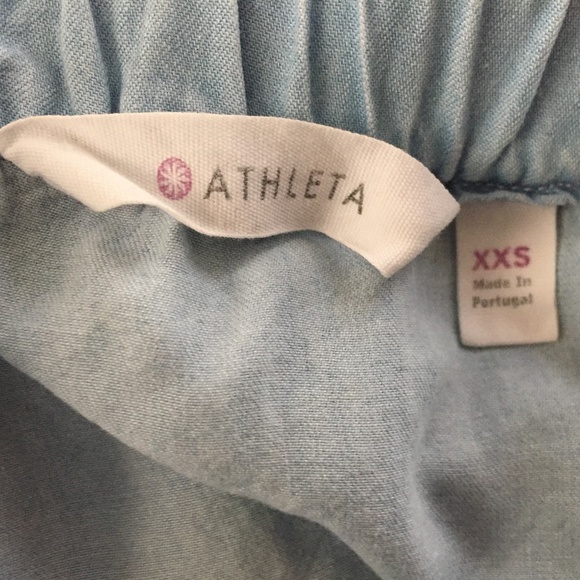 ATHLETA
XXS
Made In
Portugal